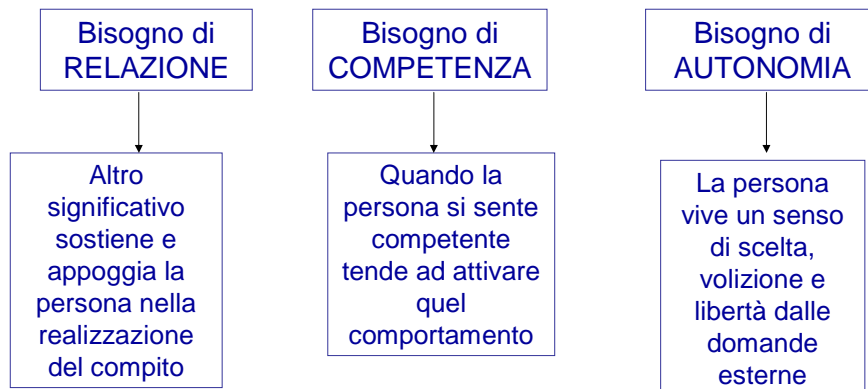 Bisogno di
RELAZIONE
Bisogno di
COMPETENZA
Bisogno di
AUTONOMIA
Altro
significativo
sostiene e
appoggia la
persona nella
realizzazione
del compito
Quando la
persona si sente
competente
tende ad attivare
quel
comportamento
La persona
vive un senso
di scelta,
volizione e
libertà dalle
domande
esterne